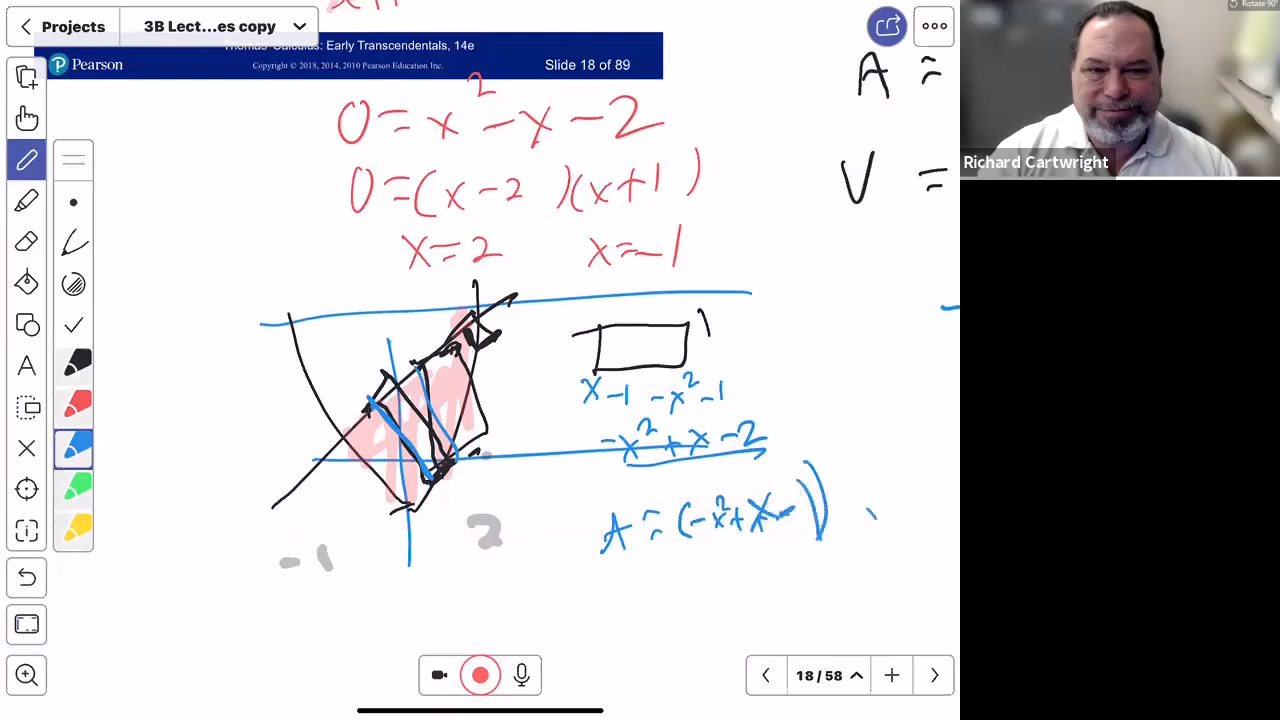 Projects
3B Lect...es copy
Rotate 90°
Thomas' Calculus: Early Transcendentals, 14e
Pearson
Copyright © 2018, 2014, 2010 Pearson Education Inc.
Slide 18 of 89
A =
0 = x² - x - 2
Richard Cartwright
V =
0 = (x - 2)(x + 1)
x = 2 x = -1
x - 1 - x² - 1
-x² + x - 2
-1
2
A = (-x² + x -
18 / 58